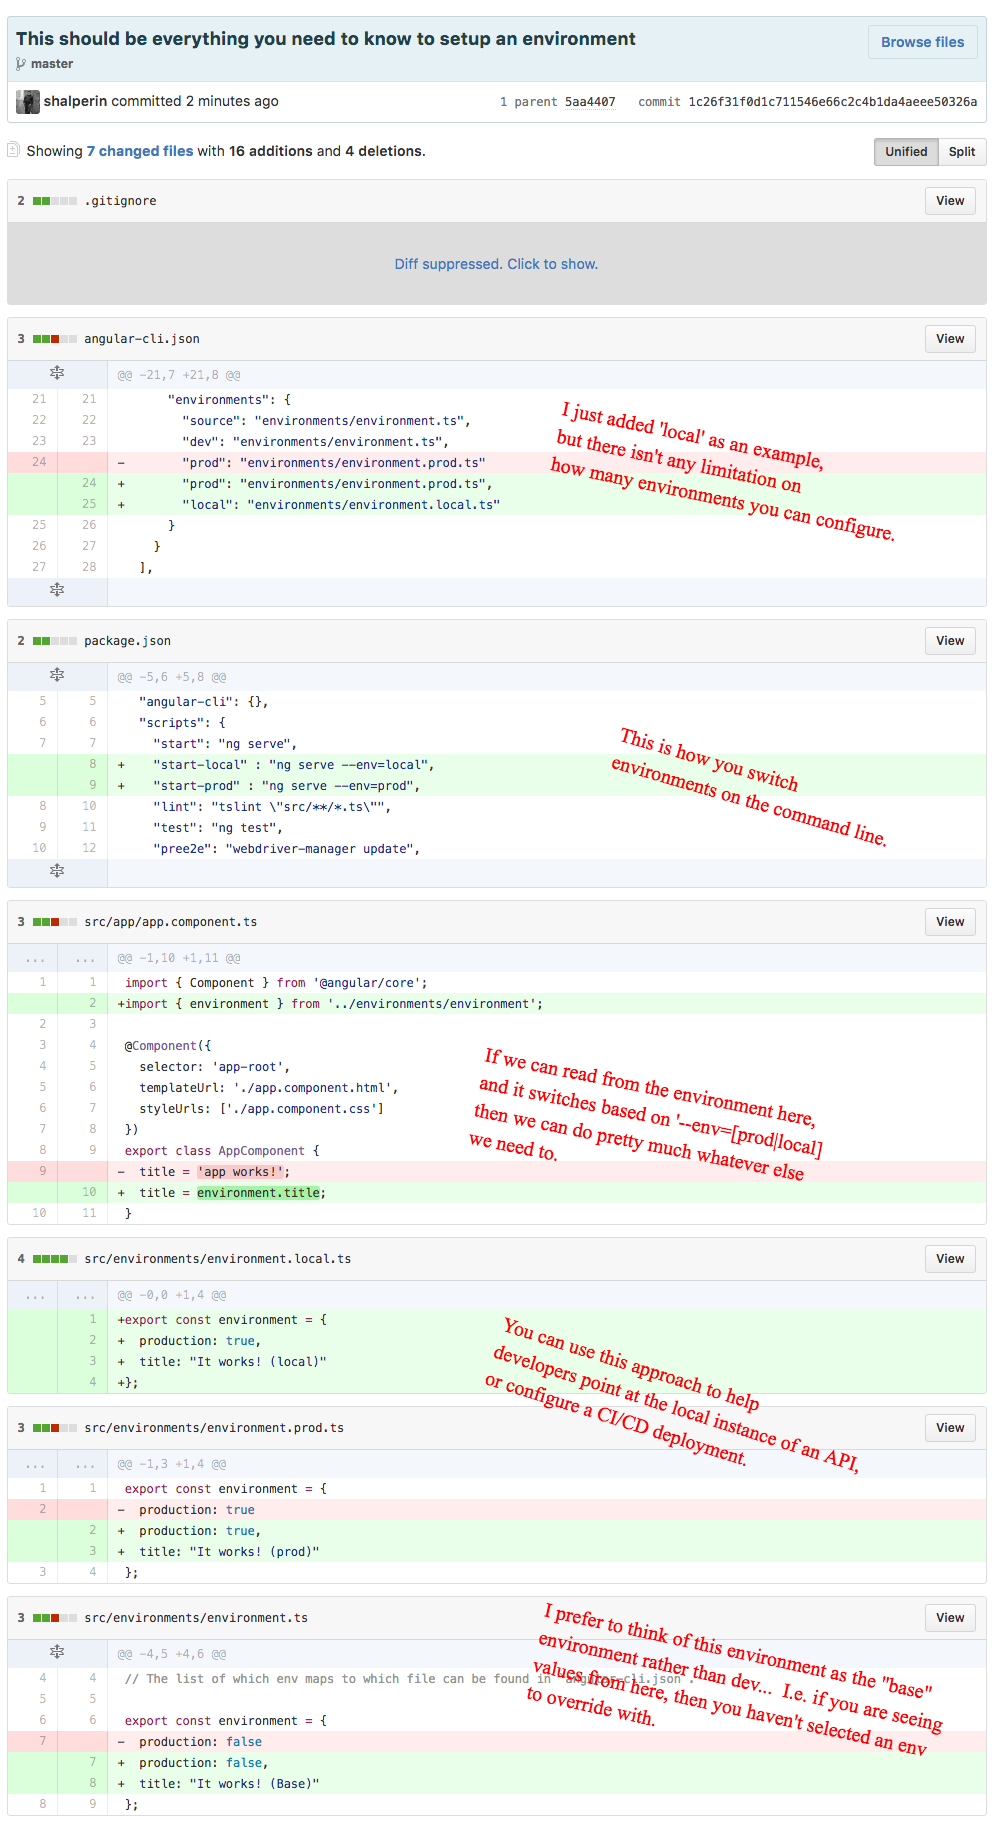 This should be everything you need to know to setup an environment
Browse files
master
shalperin committed 2 minutes ago
1 parent 5aa4407 commit 1c26f31f0d1c711546e66c2c4b1da4aeee50326a
Showing 7 changed files with 16 additions and 4 deletions.
Unified Split
2 .gitignore View
Diff suppressed. Click to show.
3 angular-cli.json View
@@ -21,7 +21,8 @@
21 21 "environments": {
22 22 "source": "environments/environment.ts",
23 23 "dev": "environments/environment.ts",
24 - "prod": "environments/environment.prod.ts"
24 + "prod": "environments/environment.prod.ts",
25 + "local": "environments/environment.local.ts"
25 26 }
26 27 }
27 28 ],
I just added 'local' as an example,
but there isn't any limitation on
how many environments you can configure.
2 package.json View
@@ -5,6 +5,8 @@
5 5 "angular-cli": {},
6 6 "scripts": {
7 7 "start": "ng serve",
8 + "start-local" : "ng serve --env=local",
9 + "start-prod" : "ng serve --env=prod",
8 10 "lint": "tslint \"src/**/*.ts\"",
9 11 "test": "ng test",
10 12 "pree2e": "webdriver-manager update",
This is how you switch
environments on the command line.
3 src/app/app.component.ts View
... ... @@ -1,10 +1,11 @@
1 1 import { Component } from '@angular/core';
2 +import { environment } from '../environments/environment';
2 3
3 4 @Component({
4 5 selector: 'app-root',
5 6 templateUrl: './app.component.html',
6 7 styleUrls: ['./app.component.css']
7 8 })
8 9 export class AppComponent {
9 - title = 'app works!';
10 + title = environment.title;
10 11 }
If we can read from the environment here,
and it switches based on '--env=[prod|local]
then we can do pretty much whatever else
we need to.
4 src/environments/environment.local.ts View
... ... @@ -0,0 +1,4 @@
1 +export const environment = {
2 + production: true,
3 + title: "It works! (local)"
4 +};
You can use this approach to help
developers point at the local instance of an API,
or configure a CI/CD deployment.
3 src/environments/environment.prod.ts View
... ... @@ -1,3 +1,4 @@
1 1 export const environment = {
2 - production: true
2 + production: true,
3 + title: "It works! (prod)"
3 4 };
3 src/environments/environment.ts View
@@ -4,5 +4,6 @@
4 4 // The list of which env maps to which file can be found in `angular-cli.json`.
5 5
6 6 export const environment = {
7 - production: false
7 + production: false,
8 + title: "It works! (Base)"
8 9 };
I prefer to think of this environment as the "base"
environment rather than dev... I.e. if you are seeing
values from here, then you haven't selected an env
to override with.